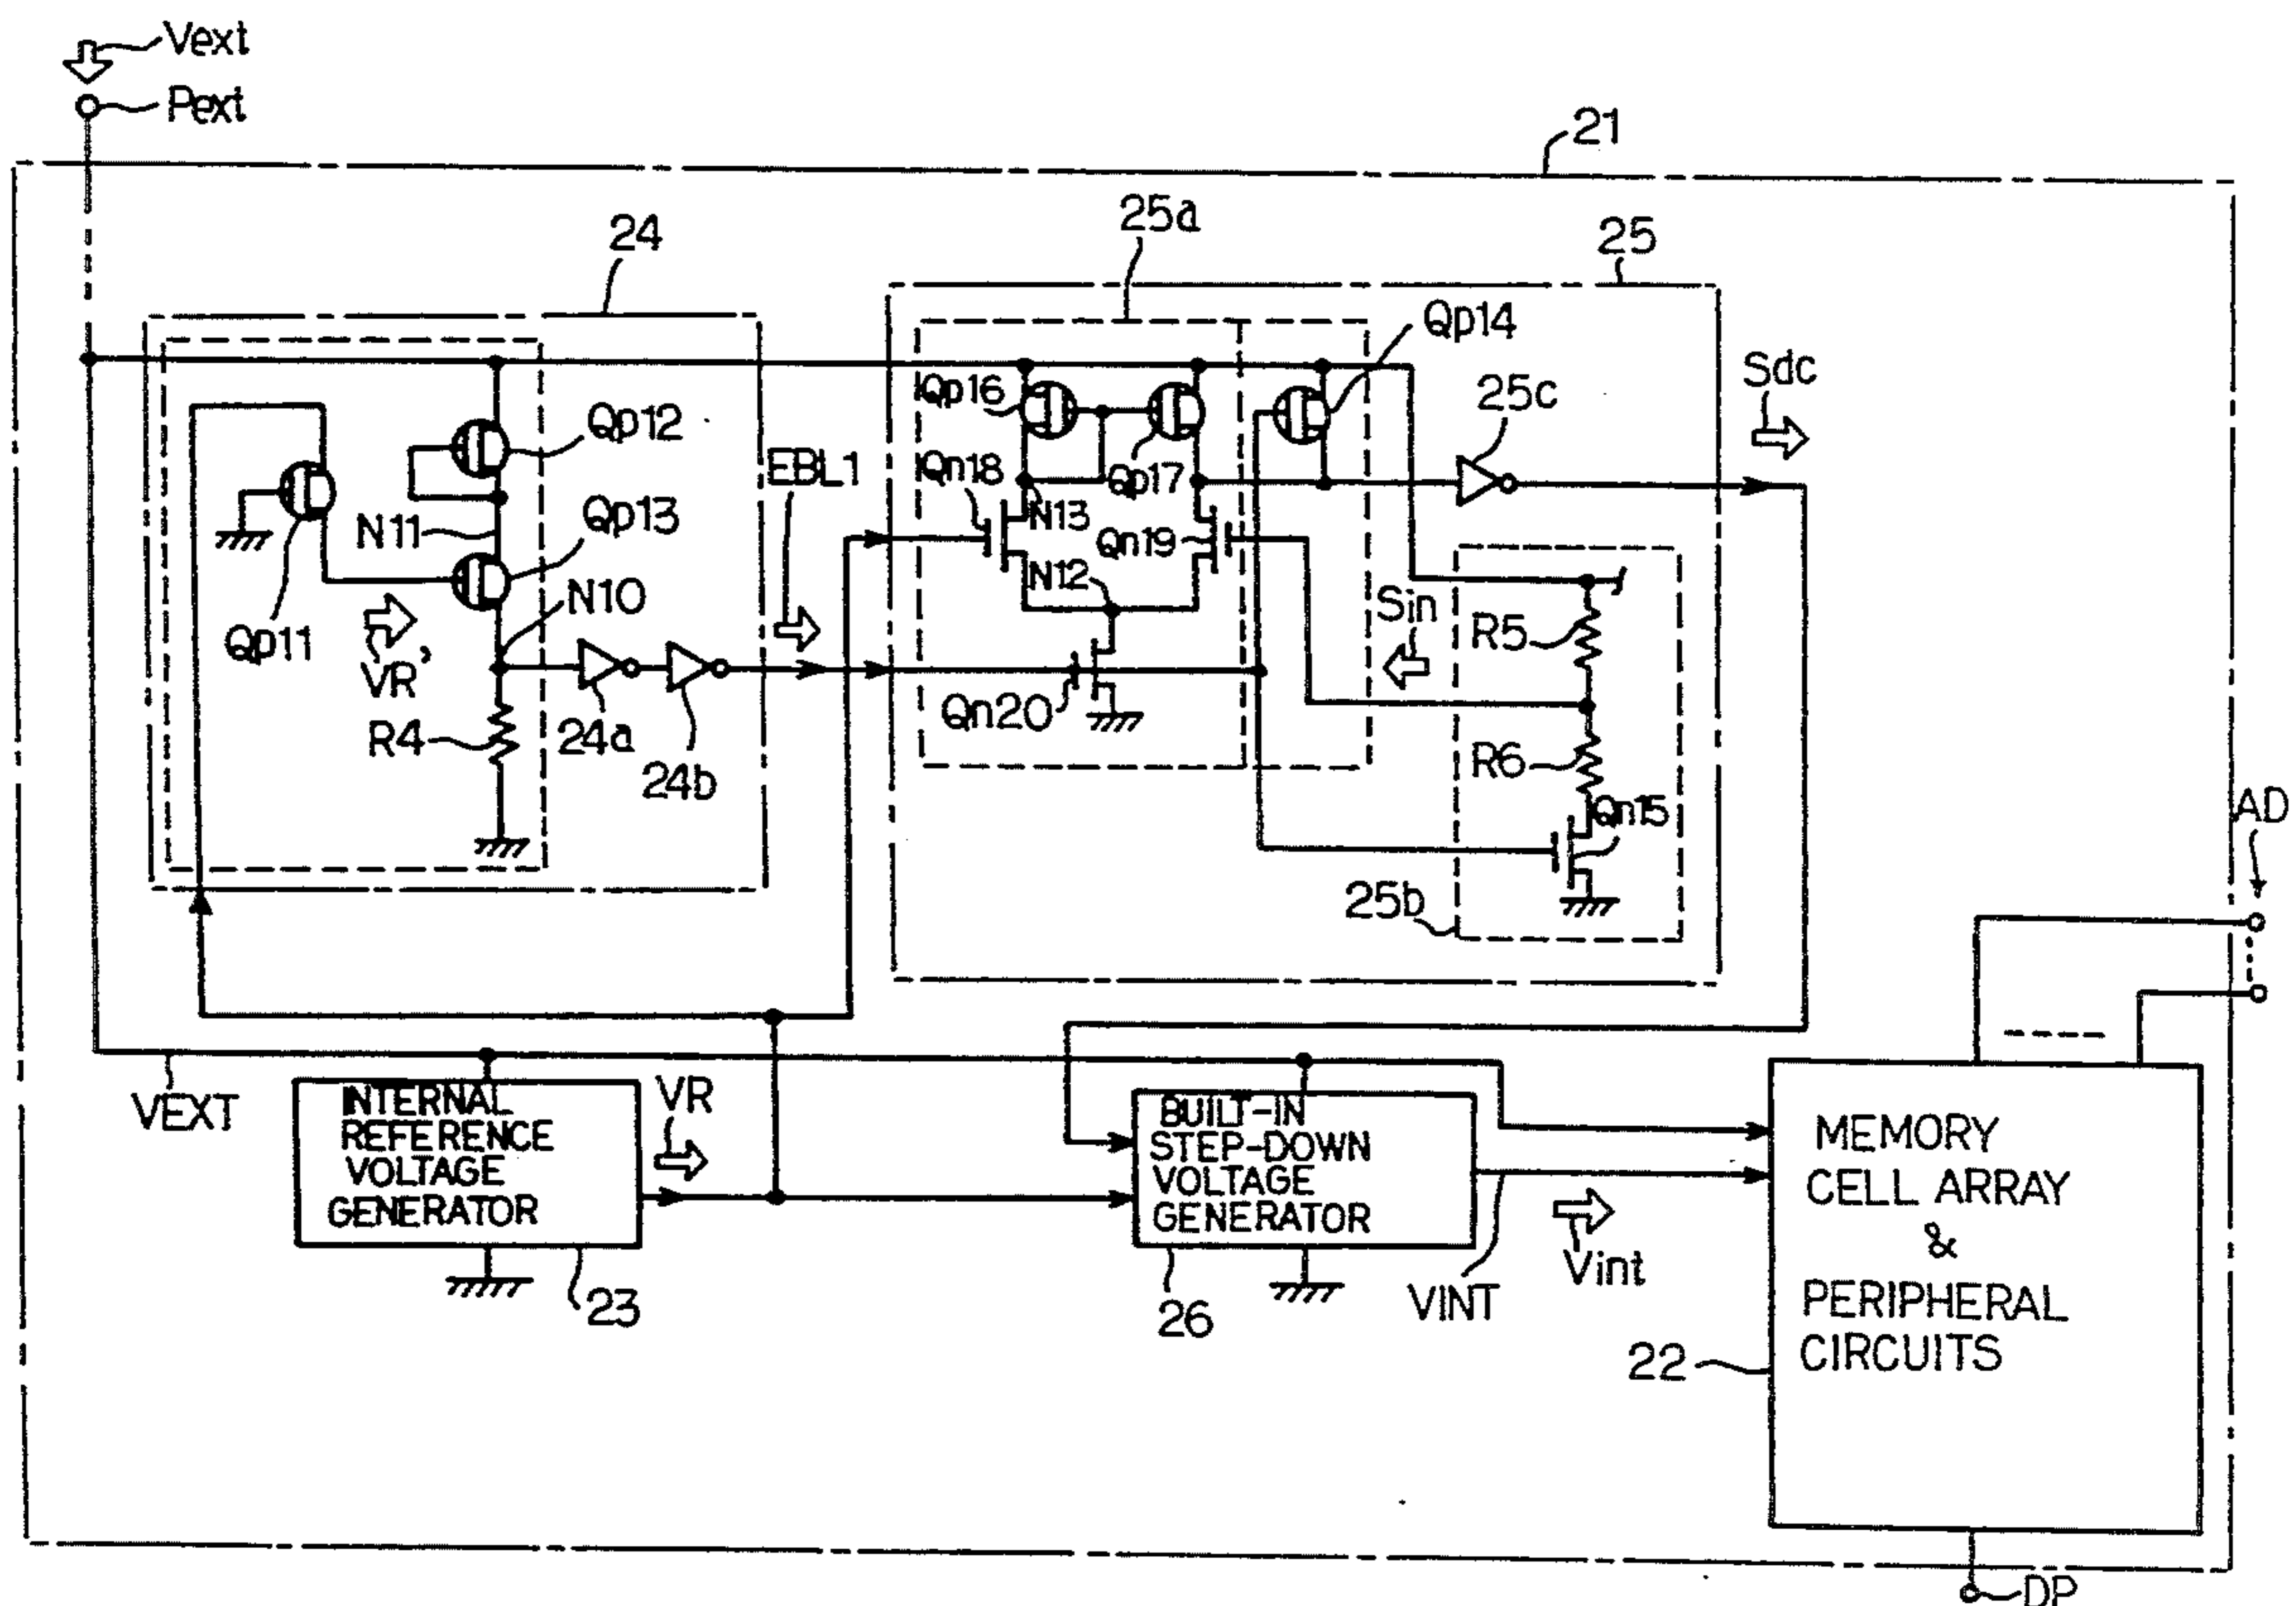 Vext
Pext
21
24
25a
25
Qp14
Qp12
Qp16
25c
Sdc
EBL1
Qn18
Qp17
N11
Qp13
N13
Qn19
N10
N12
Sin
R5
Qp11
VR'
Qn20
R4
24a
24b
R6
Qn15
AD
25b
VEXT
INTERNAL
REFERENCE
VOLTAGE
GENERATOR
VR
BUILT-IN
STEP-DOWN
VOLTAGE
GENERATOR
MEMORY
CELL ARRAY
&
PERIPHERAL
CIRCUITS
23
26
VINT
Vint
22
DP